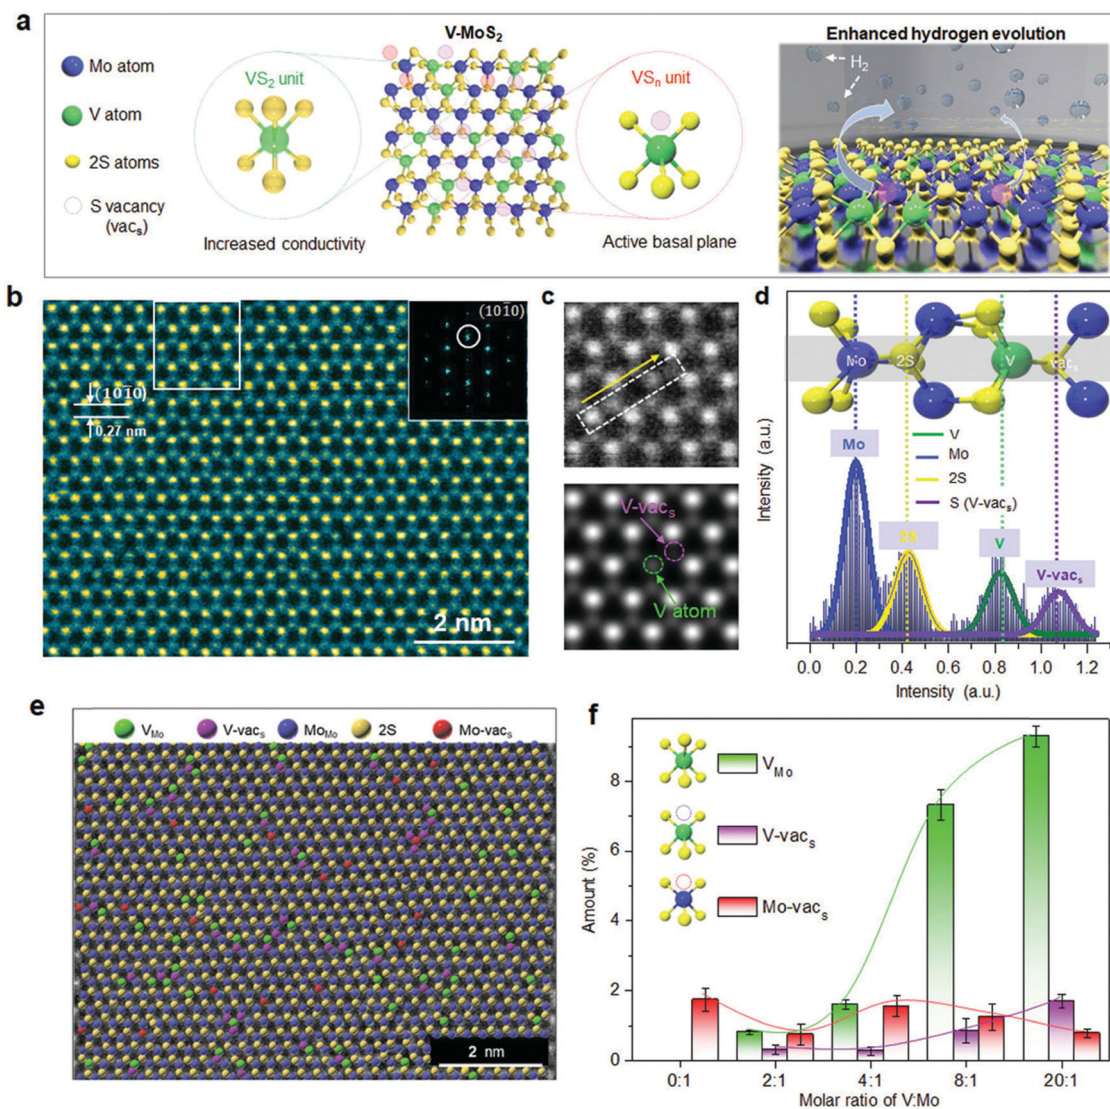 a
V-MoS₂
Enhanced hydrogen evolution
Mo atom
V atom
2S atoms
S vacancy
(vacₛ)
VS₂ unit
Increased conductivity
VSₙ unit
Active basal plane
H₂
b
(101̄0)
(101̄0)
0.27 nm
2 nm
c
V-vacₛ
V atom
d
Mo
2S
V
V-vacₛ
Mo
2S
V
V-vacₛ
V
Mo
2S
S (V-vacₛ)
Intensity (a.u.)
0.0 0.2 0.4 0.6 0.8 1.0 1.2
Intensity (a.u.)
e
V_Mo V-vacₛ Mo_Mo 2S Mo-vacₛ
2 nm
f
V_Mo
V-vacₛ
Mo-vacₛ
Amount (%)
8
6
4
2
0
0:1 2:1 4:1 8:1 20:1
Molar ratio of V:Mo